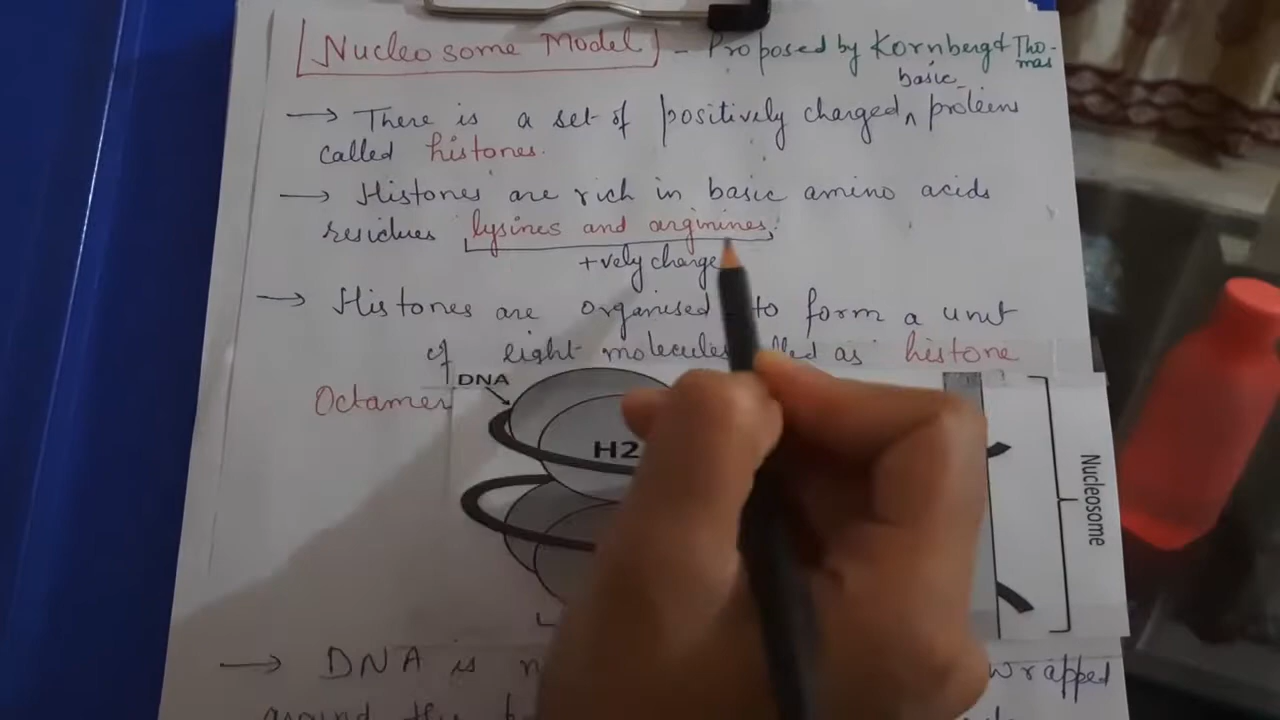 Nucleosome Model - Proposed by Kornberg & Thomas
basic
→ There is a set of positively charged ^ proteins
called histones.
→ Histones are rich in basic amino acids
residues lysines and arginines.
+vely charge
→ Histones are organised to form a unit
of eight molecules as histone
Octamer
DNA
H2
Nucleosome
→ DNA is wrapped
around the